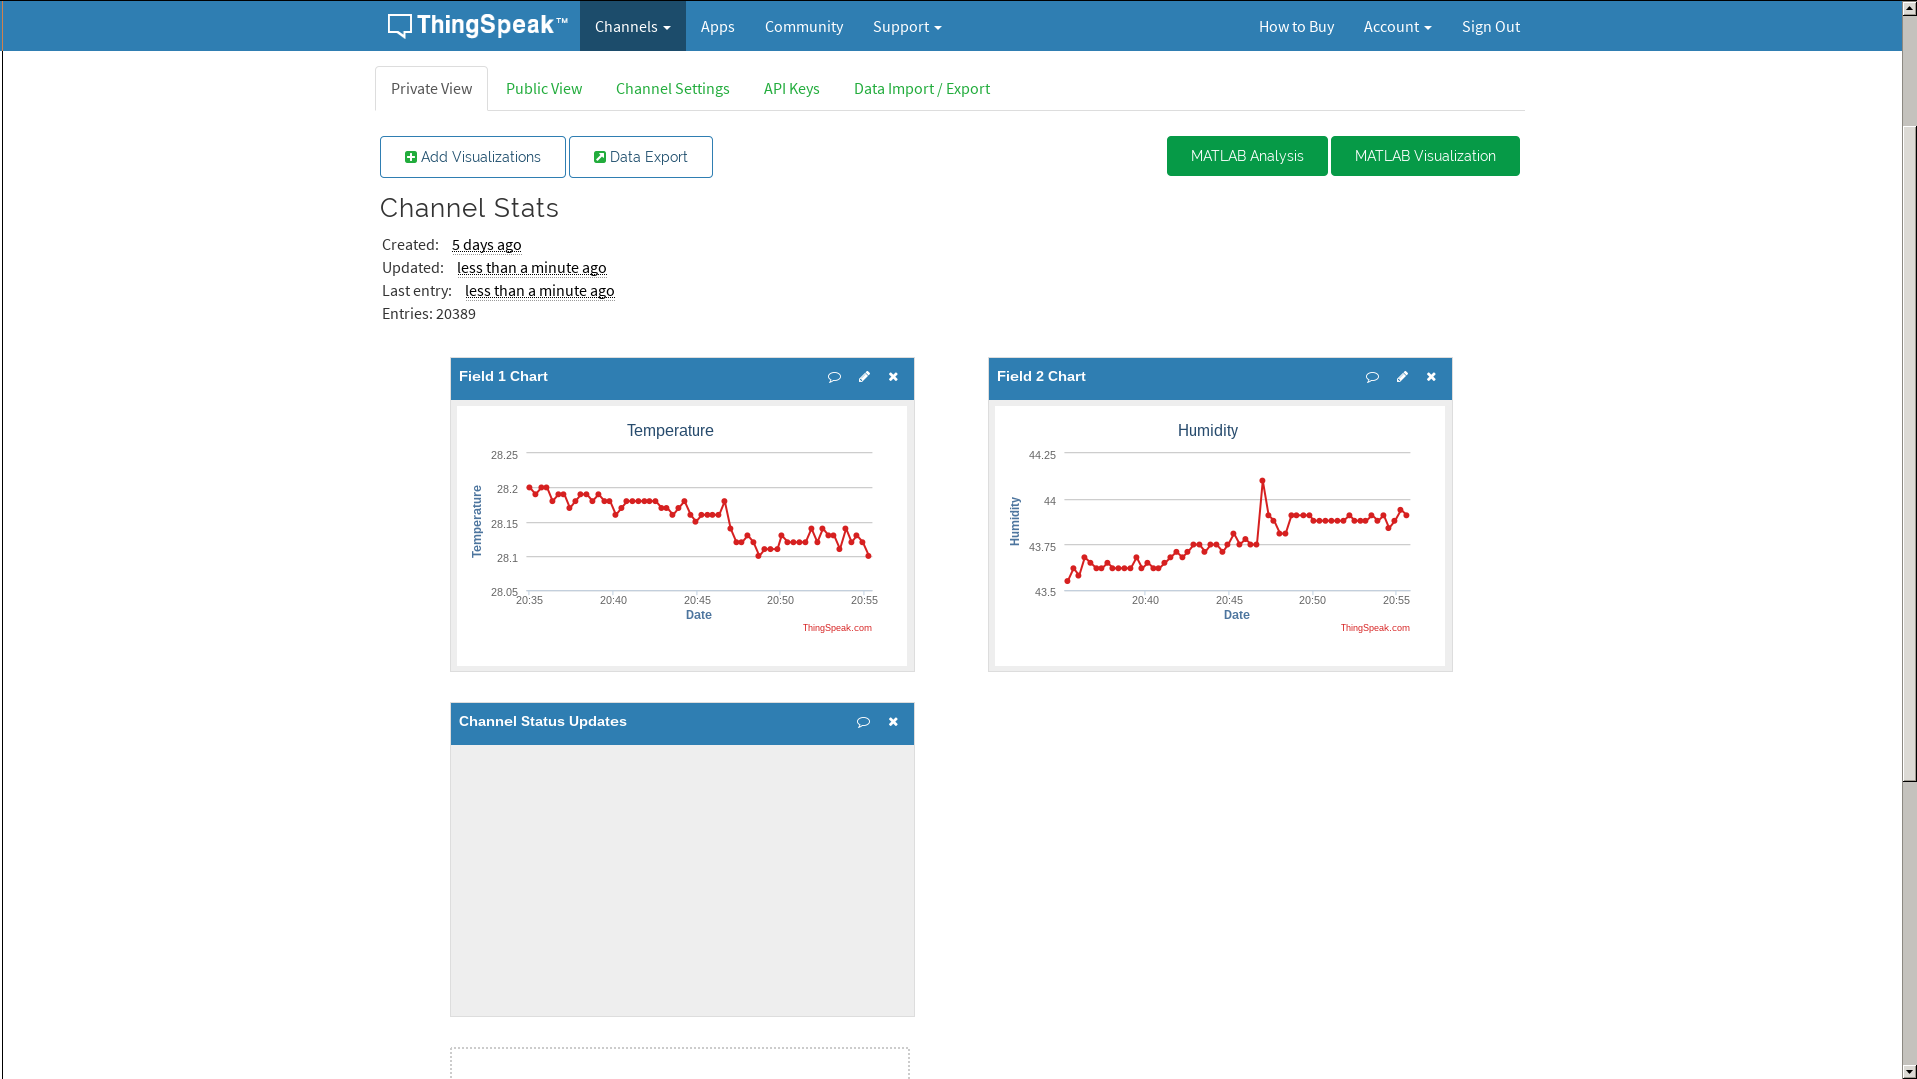 ThingSpeak™ Channels Apps Community Support How to Buy Account Sign Out
Private View Public View Channel Settings API Keys Data Import / Export
Add Visualizations Data Export MATLAB Analysis MATLAB Visualization
Channel Stats
Created: 5 days ago
Updated: less than a minute ago
Last entry: less than a minute ago
Entries: 20389
Field 1 Chart
Temperature
Temperature
28.25
28.2
28.15
28.1
28.05
20:35 20:40 20:45 20:50 20:55
Date
ThingSpeak.com
Field 2 Chart
Humidity
Humidity
44.25
44
43.75
43.5
20:40 20:45 20:50 20:55
Date
ThingSpeak.com
Channel Status Updates